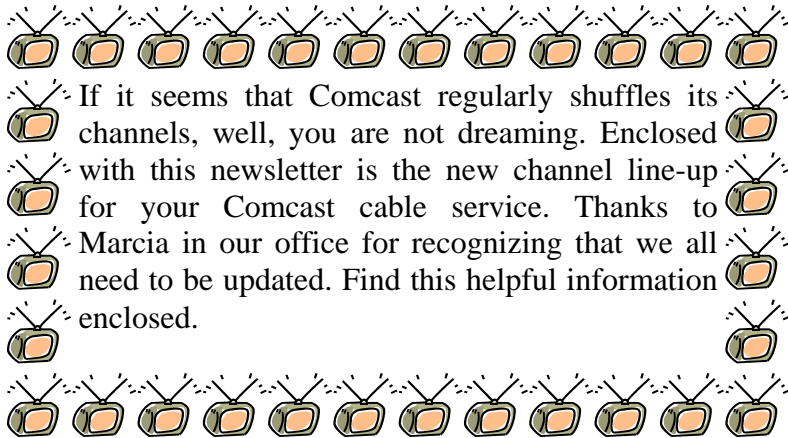 If it seems that Comcast regularly shuffles its
channels, well, you are not dreaming. Enclosed
with this newsletter is the new channel line-up
for your Comcast cable service. Thanks to
Marcia in our office for recognizing that we all
need to be updated. Find this helpful information
enclosed.